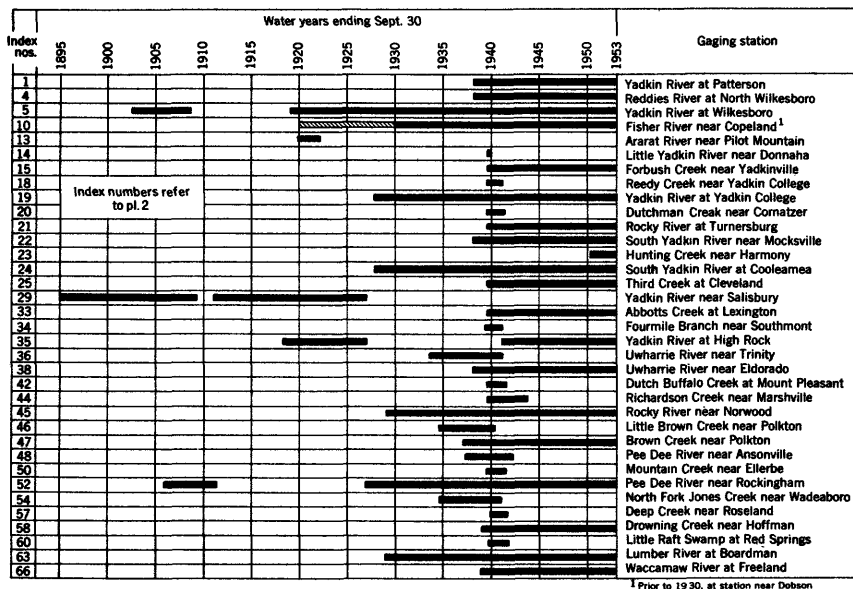 Water years ending Sept. 30
Index nos.
1895 1900 1905 1910 1915 1920 1925 1930 1935 1940 1945 1950 1953
Gaging station
1 Yadkin River at Patterson
4 Reddies River at North Wilkesboro
5 Yadkin River at Wilkesboro
10 Fisher River near Copeland¹
13 Ararat River near Pilot Mountain
14 Little Yadkin River near Donnaha
15 Forbush Creek near Yadkinville
18 Reedy Creek near Yadkin College
19 Yadkin River at Yadkin College
20 Dutchman Creak near Cornatzer
21 Rocky River at Turnersburg
22 South Yadkin River near Mocksville
23 Hunting Creek near Harmony
24 South Yadkin River at Cooleamea
25 Third Creek at Cleveland
29 Yadkin River near Salisbury
33 Abbotts Creek at Lexington
34 Fourmile Branch near Southmont
35 Yadkin River at High Rock
36 Uwharrie River near Trinity
38 Uwharrie River near Eldorado
42 Dutch Buffalo Creek at Mount Pleasant
44 Richardson Creek near Marshville
45 Rocky River near Norwood
46 Little Brown Creek near Polkton
47 Brown Creek near Polkton
48 Pee Dee River near Ansonville
50 Mountain Creek near Ellerbe
52 Pee Dee River near Rockingham
54 North Fork Jones Creek near Wadeaboro
57 Deep Creek near Roseland
58 Drowning Creek near Hoffman
60 Little Raft Swamp at Red Springs
63 Lumber River at Boardman
66 Waccamaw River at Freeland
Index numbers refer
to pl. 2
¹ Prior to 1930, at station near Dobson